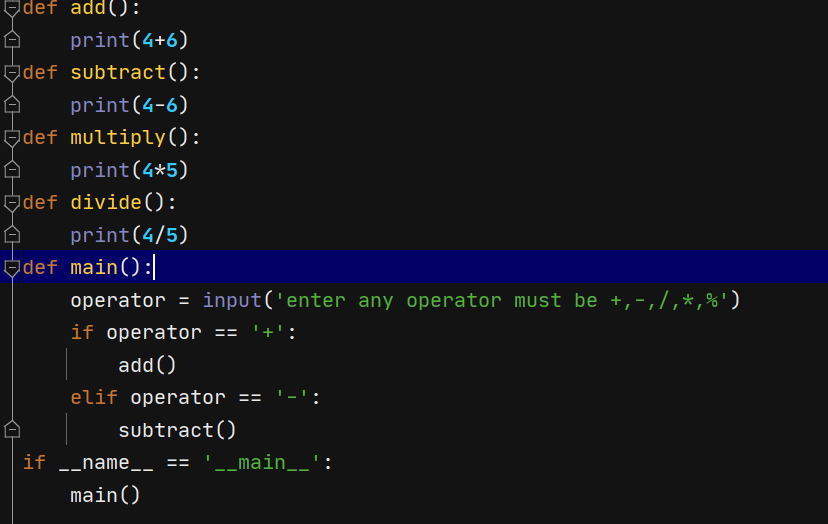 def add():
    print(4+6)
def subtract():
    print(4-6)
def multiply():
    print(4*5)
def divide():
    print(4/5)
def main():
    operator = input('enter any operator must be +,-,/,*,%')
    if operator == '+':
        add()
    elif operator == '-':
        subtract()
if __name__ == '__main__':
    main()